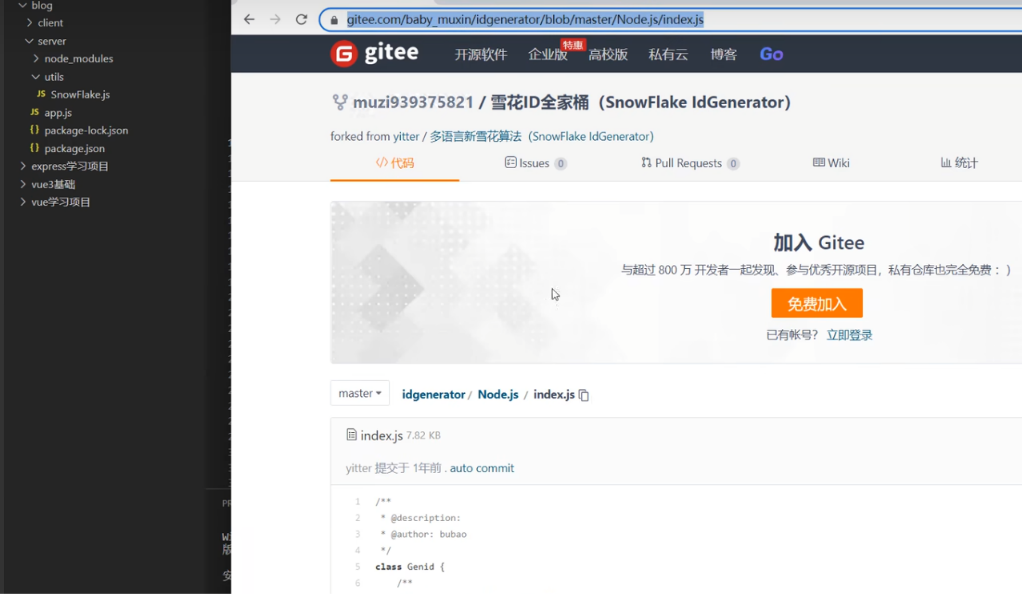 blog
client
server
node_modules
utils
JS SnowFlake.js
JS app.js
{} package-lock.json
{} package.json
express学习项目
vue3基础
vue学习项目
gitee.com/baby_muxin/idgenerator/blob/master/Node.js/index.js
G gitee 开源软件 企业版 特惠 高校版 私有云 博客 Go
muzi939375821 / 雪花ID全家桶（SnowFlake IdGenerator）
forked from yitter / 多语言新雪花算法（SnowFlake IdGenerator）
</> 代码 Issues 0 Pull Requests 0 Wiki 统计
加入 Gitee
与超过 800 万 开发者一起发现、参与优秀开源项目，私有仓库也完全免费：）
免费加入
已有帐号？ 立即登录
master idgenerator / Node.js / index.js
index.js 7.82 KB
yitter 提交于 1年前 . auto commit
1 /**
2 * @description:
3 * @author: bubao
4 */
5 class Genid {
6 /**